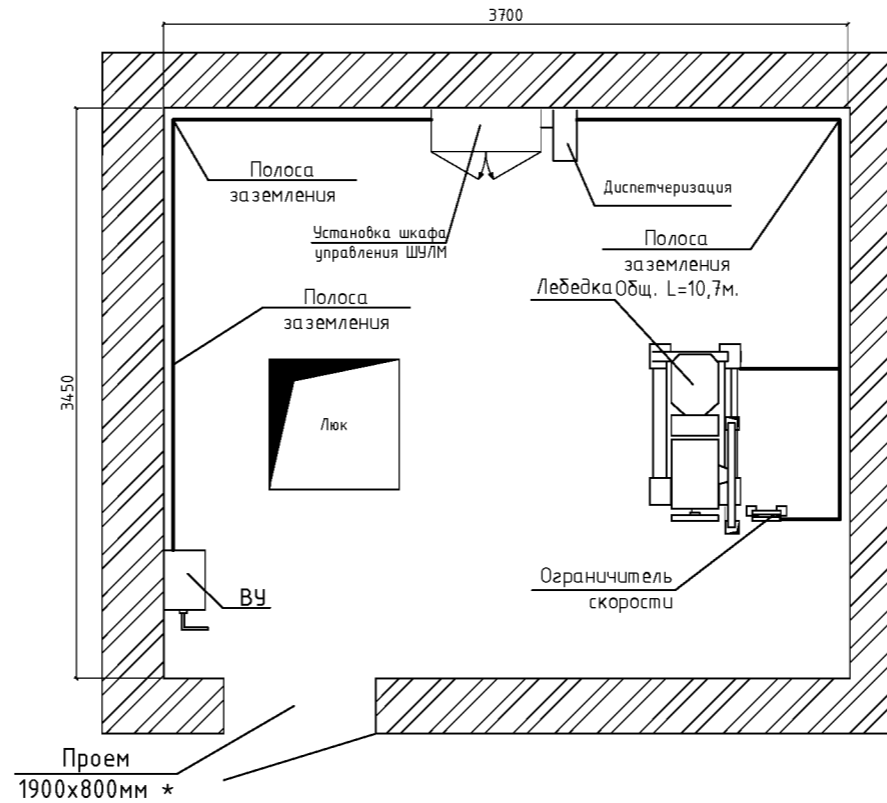 3700
Полоса
заземления
Диспетчеризация
Установка шкафа
управления ШУЛМ
Полоса
заземления
Общ. L=10,7м.
Лебедка
Полоса
заземления
3450
Люк
Ограничитель
скорости
ВУ
Проем
1900х800мм *